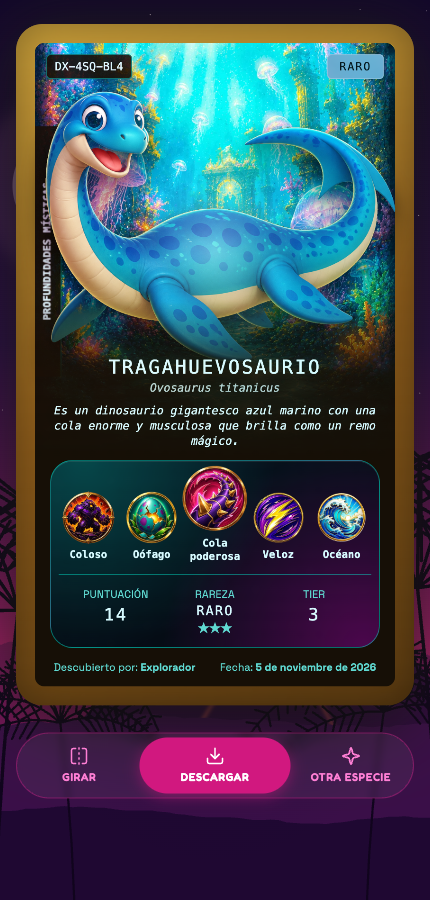 DX-4SQ-BL4
RARO
PROFUNDIDADES MÍSTICAS
TRAGAHUEVOSAURIO
Ovosaurus titanicus
Es un dinosaurio gigantesco azul marino con una
cola enorme y musculosa que brilla como un remo
mágico.
Coloso
Oófago
Cola
poderosa
Veloz
Océano
PUNTUACIÓN
14
RAREZA
RARO
★★★
TIER
3
Descubierto por: Explorador
Fecha: 5 de noviembre de 2026
GIRAR
DESCARGAR
OTRA ESPECIE